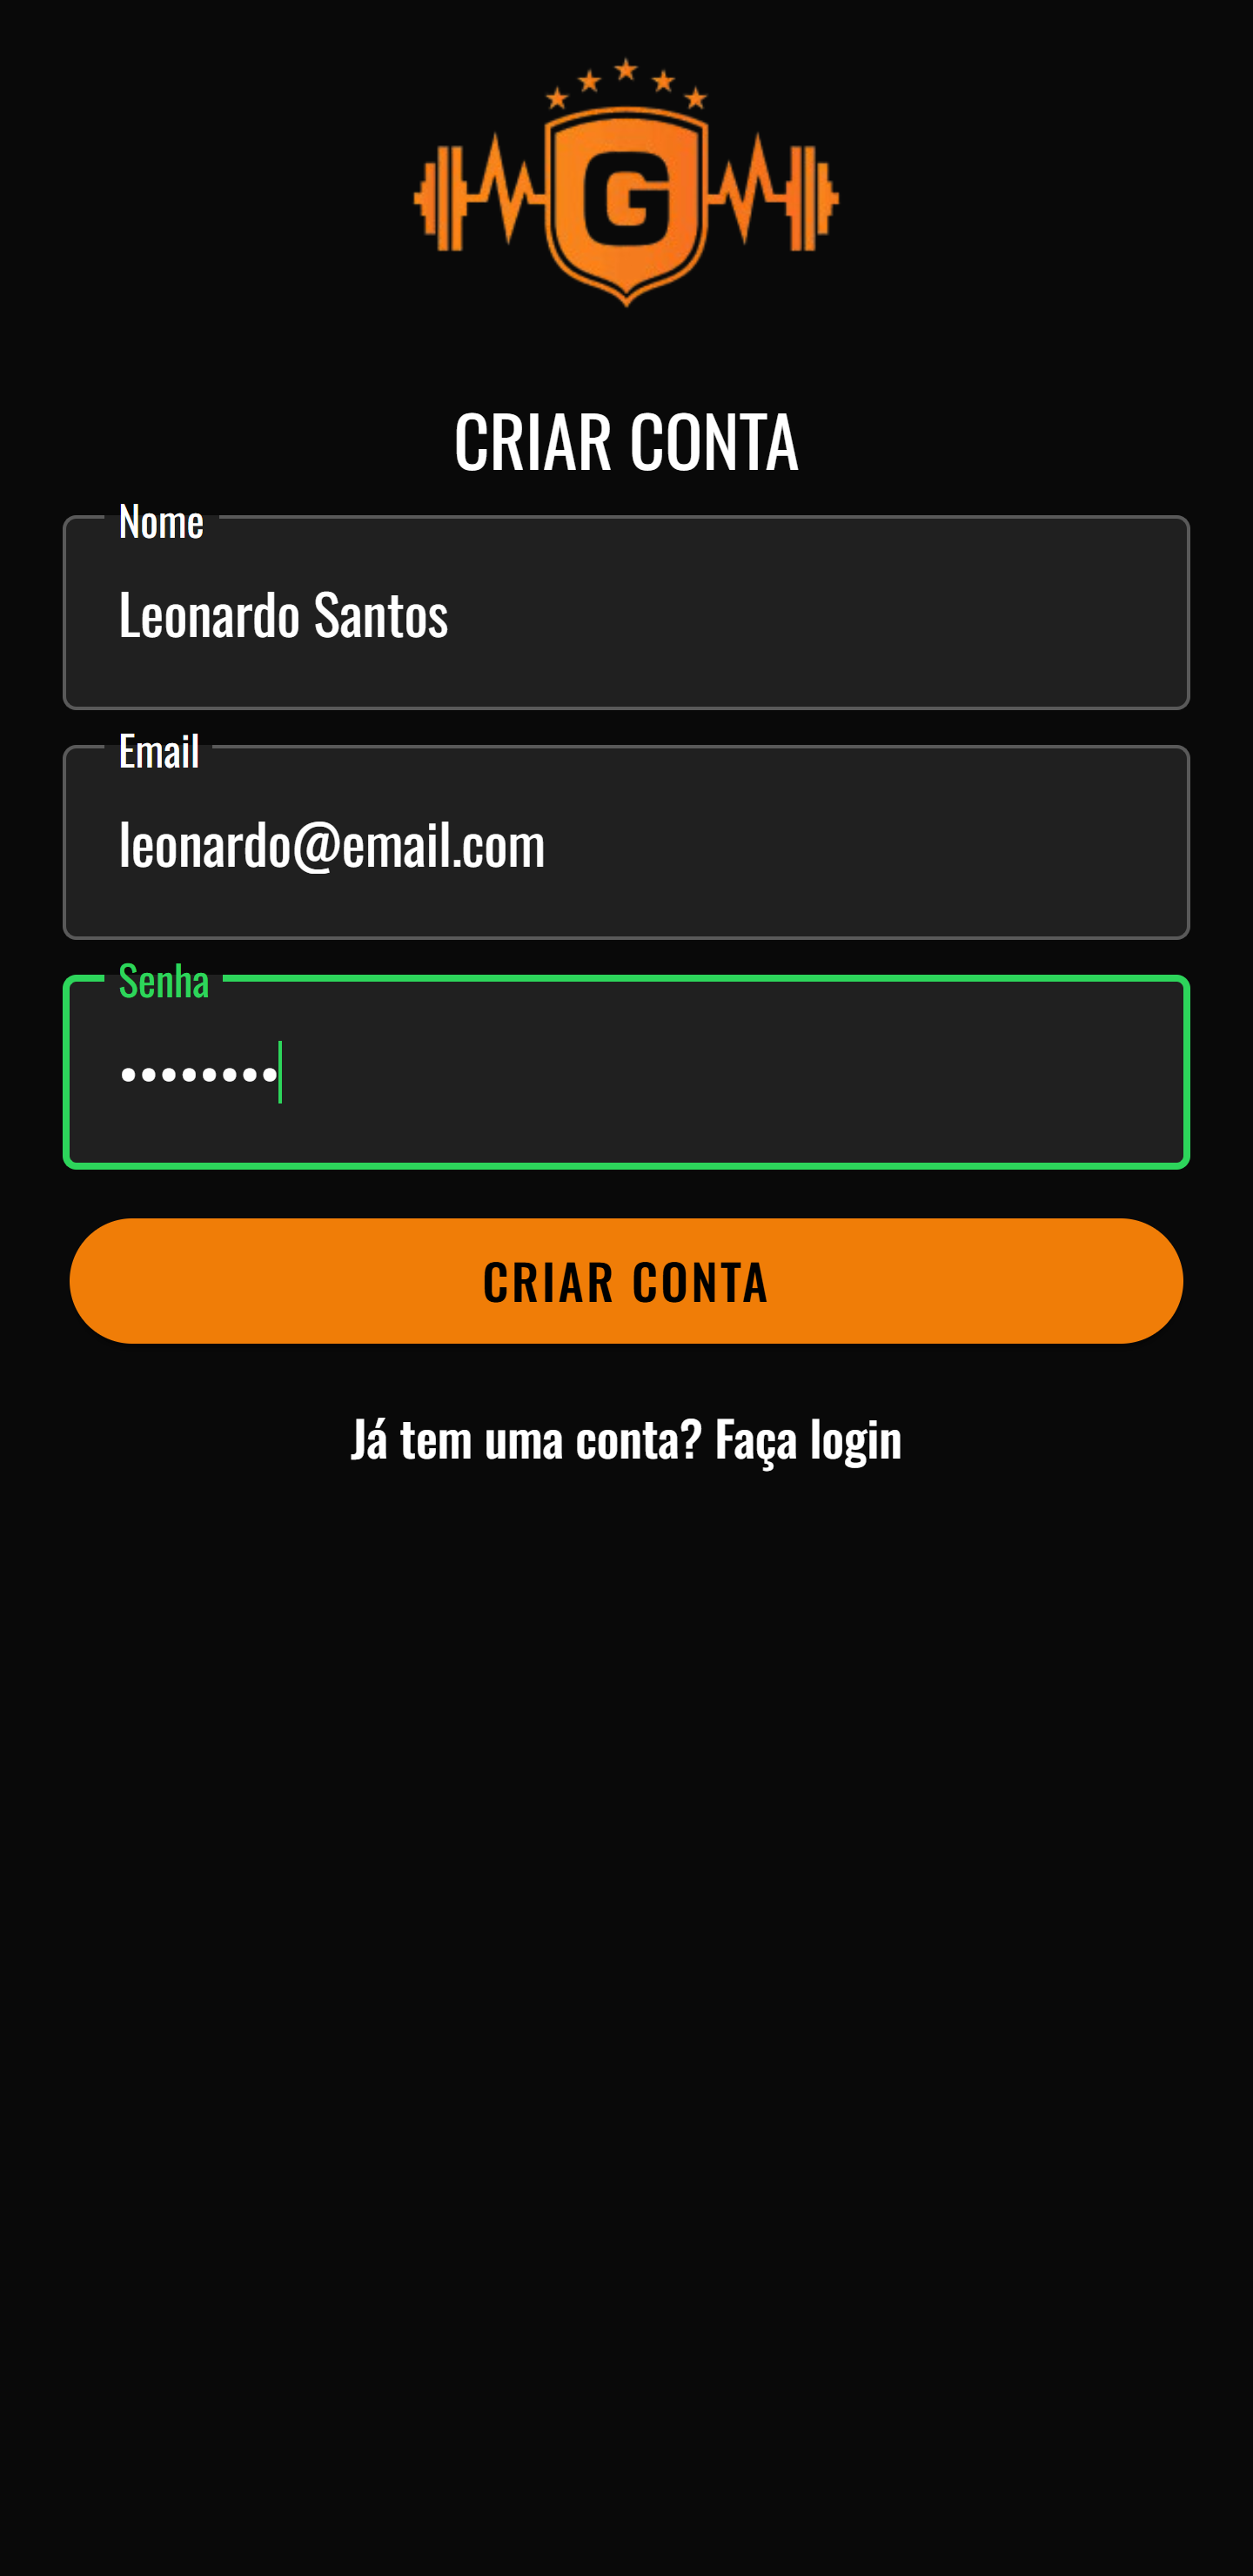 G
CRIAR CONTA
Nome
Leonardo Santos
Email
leonardo@email.com
Senha
••••••••
CRIAR CONTA
Já tem uma conta? Faça login